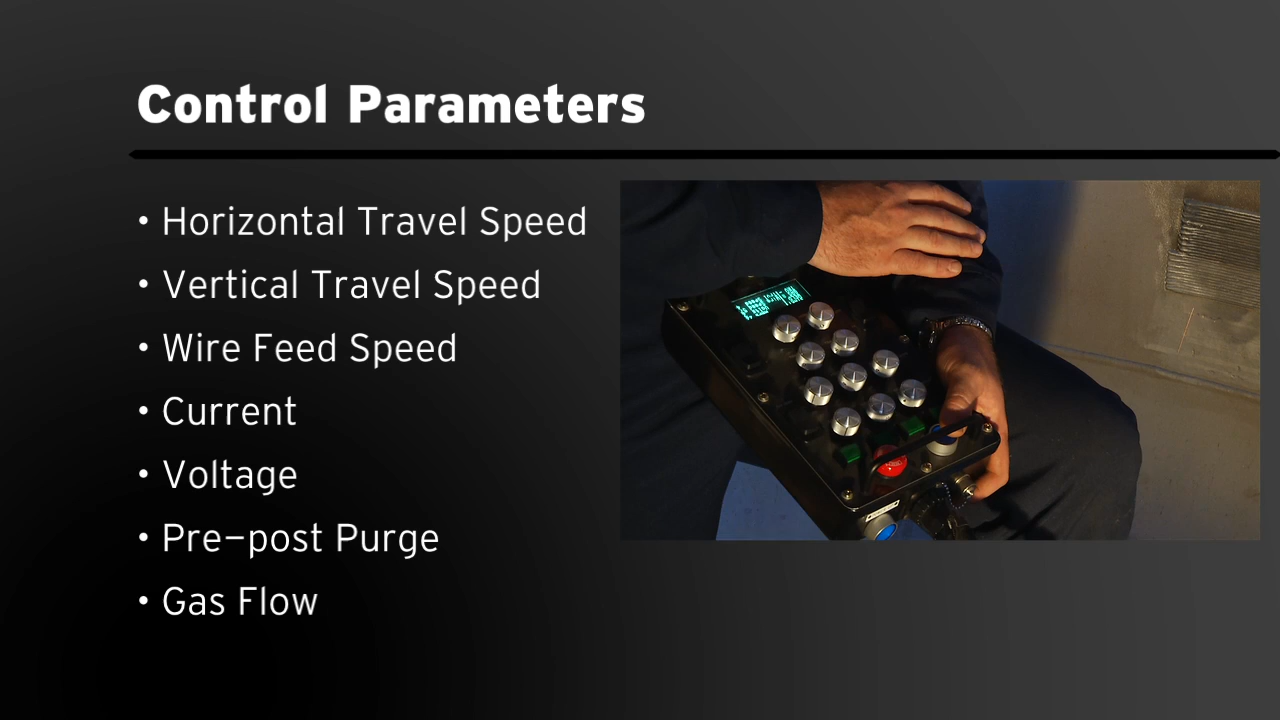 Control Parameters
• Horizontal Travel Speed
• Vertical Travel Speed
• Wire Feed Speed
• Current
• Voltage
• Pre–post Purge
• Gas Flow